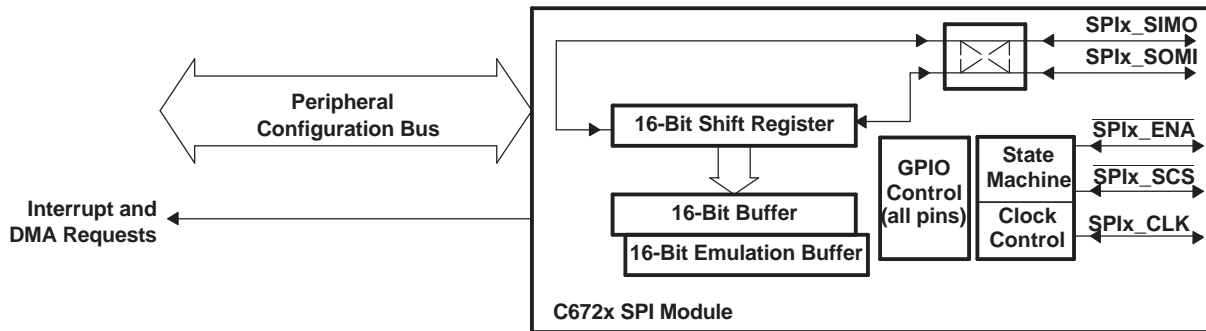 SPIx_SIMO
SPIx_SOMI
Peripheral
Configuration Bus
16-Bit Shift Register
SPIx_ENA
GPIO
Control
(all pins)
State
Machine
SPIx_SCS
Interrupt and
DMA Requests
16-Bit Buffer
Clock
Control
SPIx_CLK
16-Bit Emulation Buffer
C672x SPI Module